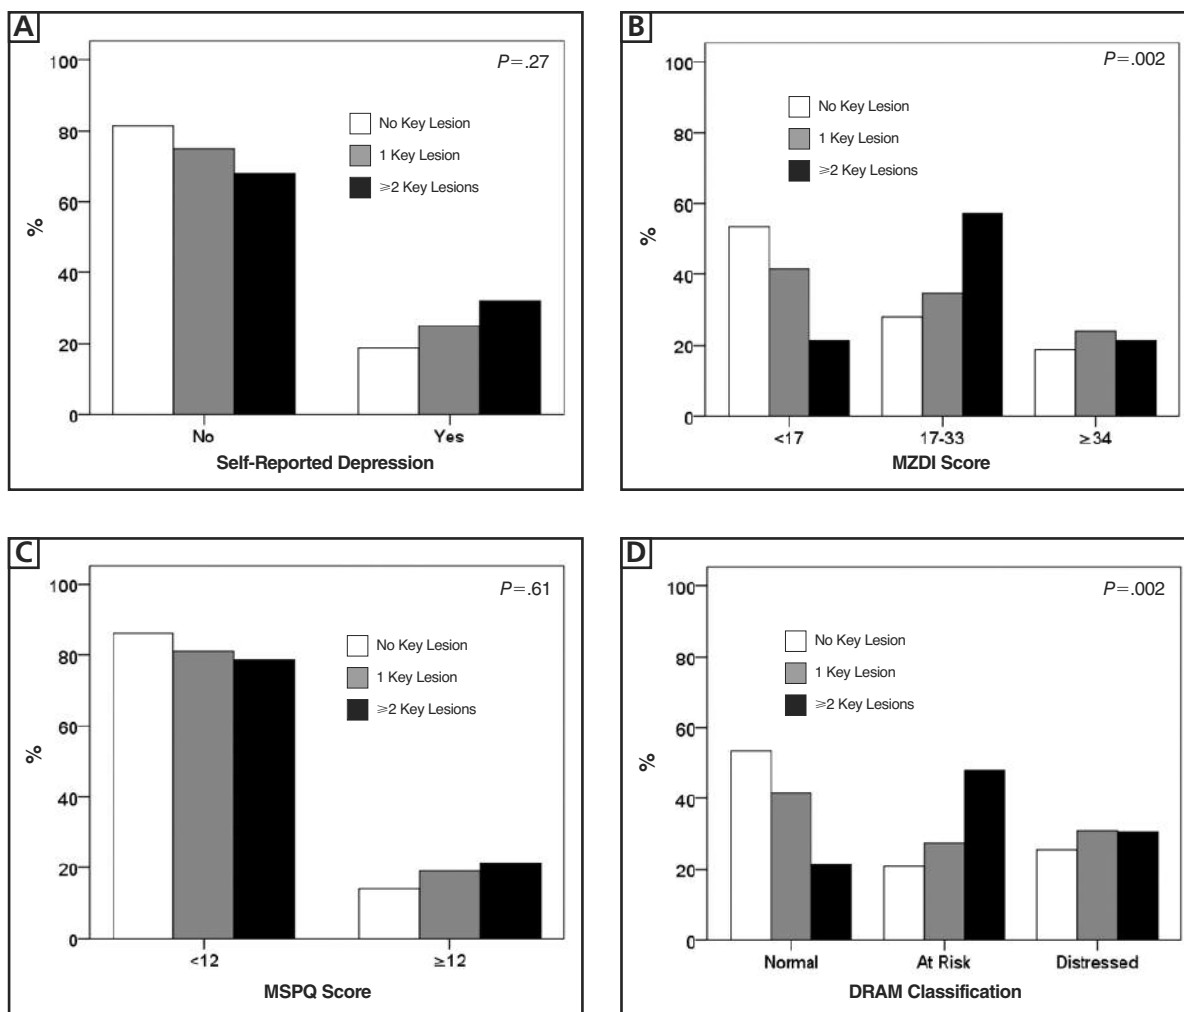 A
P=.27
100
80
60
40
20
0
%
No Key Lesion
1 Key Lesion
≥2 Key Lesions
No Yes
Self-Reported Depression
B
P=.002
100
80
60
40
20
0
%
No Key Lesion
1 Key Lesion
≥2 Key Lesions
<17 17-33 ≥34
MZDI Score
C
P=.61
100
80
60
40
20
0
%
No Key Lesion
1 Key Lesion
≥2 Key Lesions
<12 ≥12
MSPQ Score
D
P=.002
100
80
60
40
20
0
%
No Key Lesion
1 Key Lesion
≥2 Key Lesions
Normal At Risk Distressed
DRAM Classification